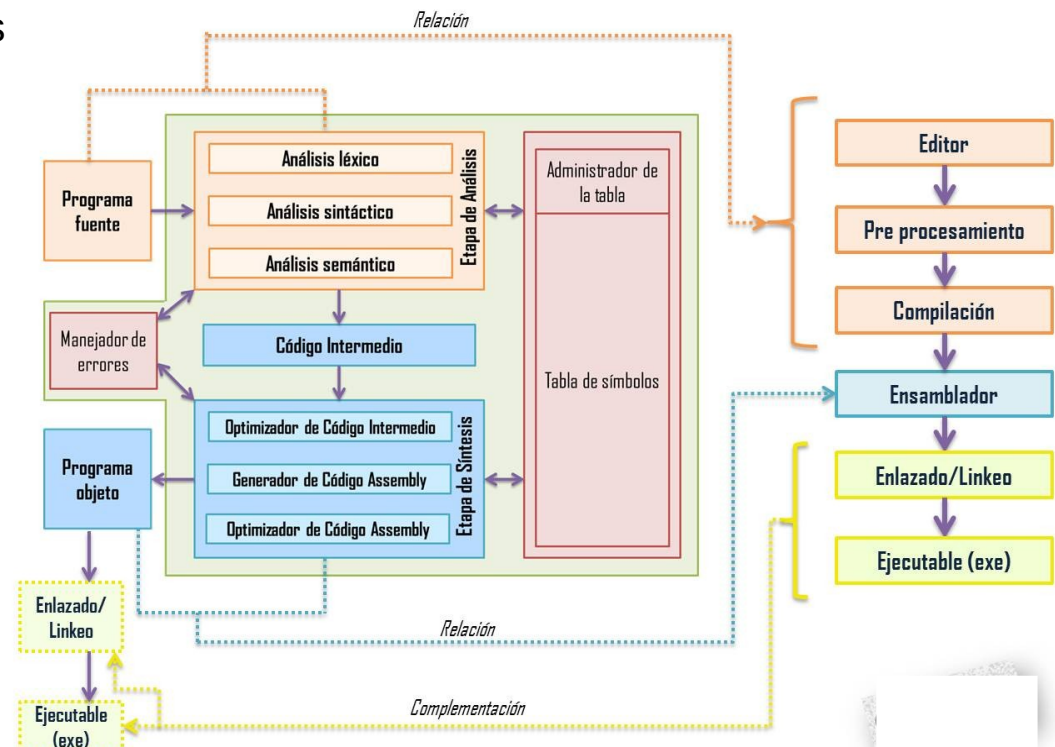 s
Relación
Programa
fuente
Análisis léxico
Análisis sintáctico
Análisis semántico
Etapa de Análisis
Administrador de
la tabla
Tabla de símbolos
Manejador de
errores
Código Intermedio
Programa
objeto
Optimizador de Código Intermedio
Generador de Código Assembly
Optimizador de Código Assembly
Etapa de Síntesis
Enlazado/
Linkeo
Ejecutable
(exe)
Relación
Complementación
Editor
Pre procesamiento
Compilación
Ensamblador
Enlazado/Linkeo
Ejecutable (exe)